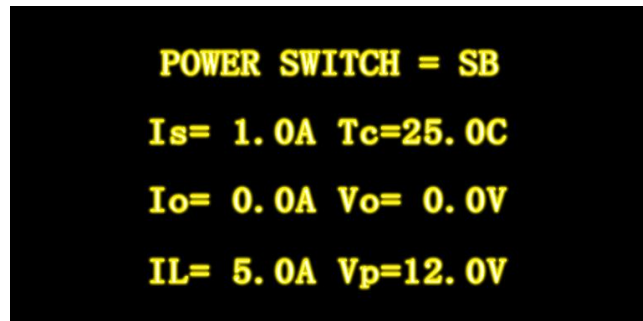 POWER SWITCH = SB
Is= 1.0A Tc=25.0C
Io= 0.0A Vo= 0.0V
IL= 5.0A Vp=12.0V